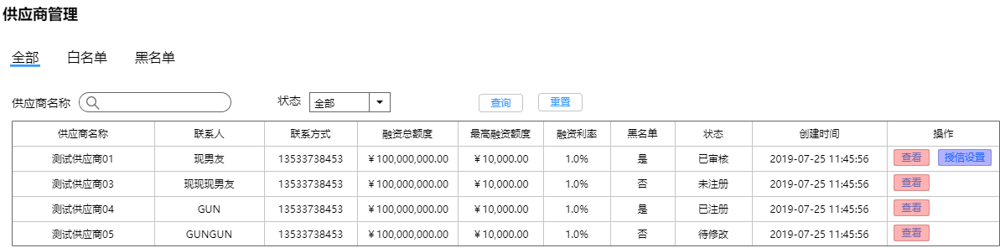 供应商管理
全部 白名单 黑名单
供应商名称 状态 全部 查询 重置
供应商名称 联系人 联系方式 融资总额度 最高融资额度 融资利率 黑名单 状态 创建时间 操作
测试供应商01 现男友 13533738453 ￥100,000,000.00 ￥10,000.00 1.0% 是 已审核 2019-07-25 11:45:56 查看 授信设置
测试供应商03 现现现男友 13533738453 ￥100,000,000.00 ￥10,000.00 1.0% 否 未注册 2019-07-25 11:45:56 查看
测试供应商04 GUN 13533738453 ￥100,000,000.00 ￥10,000.00 1.0% 是 已注册 2019-07-25 11:45:56 查看
测试供应商05 GUNGUN 13533738453 ￥100,000,000.00 ￥10,000.00 1.0% 否 待修改 2019-07-25 11:45:56 查看